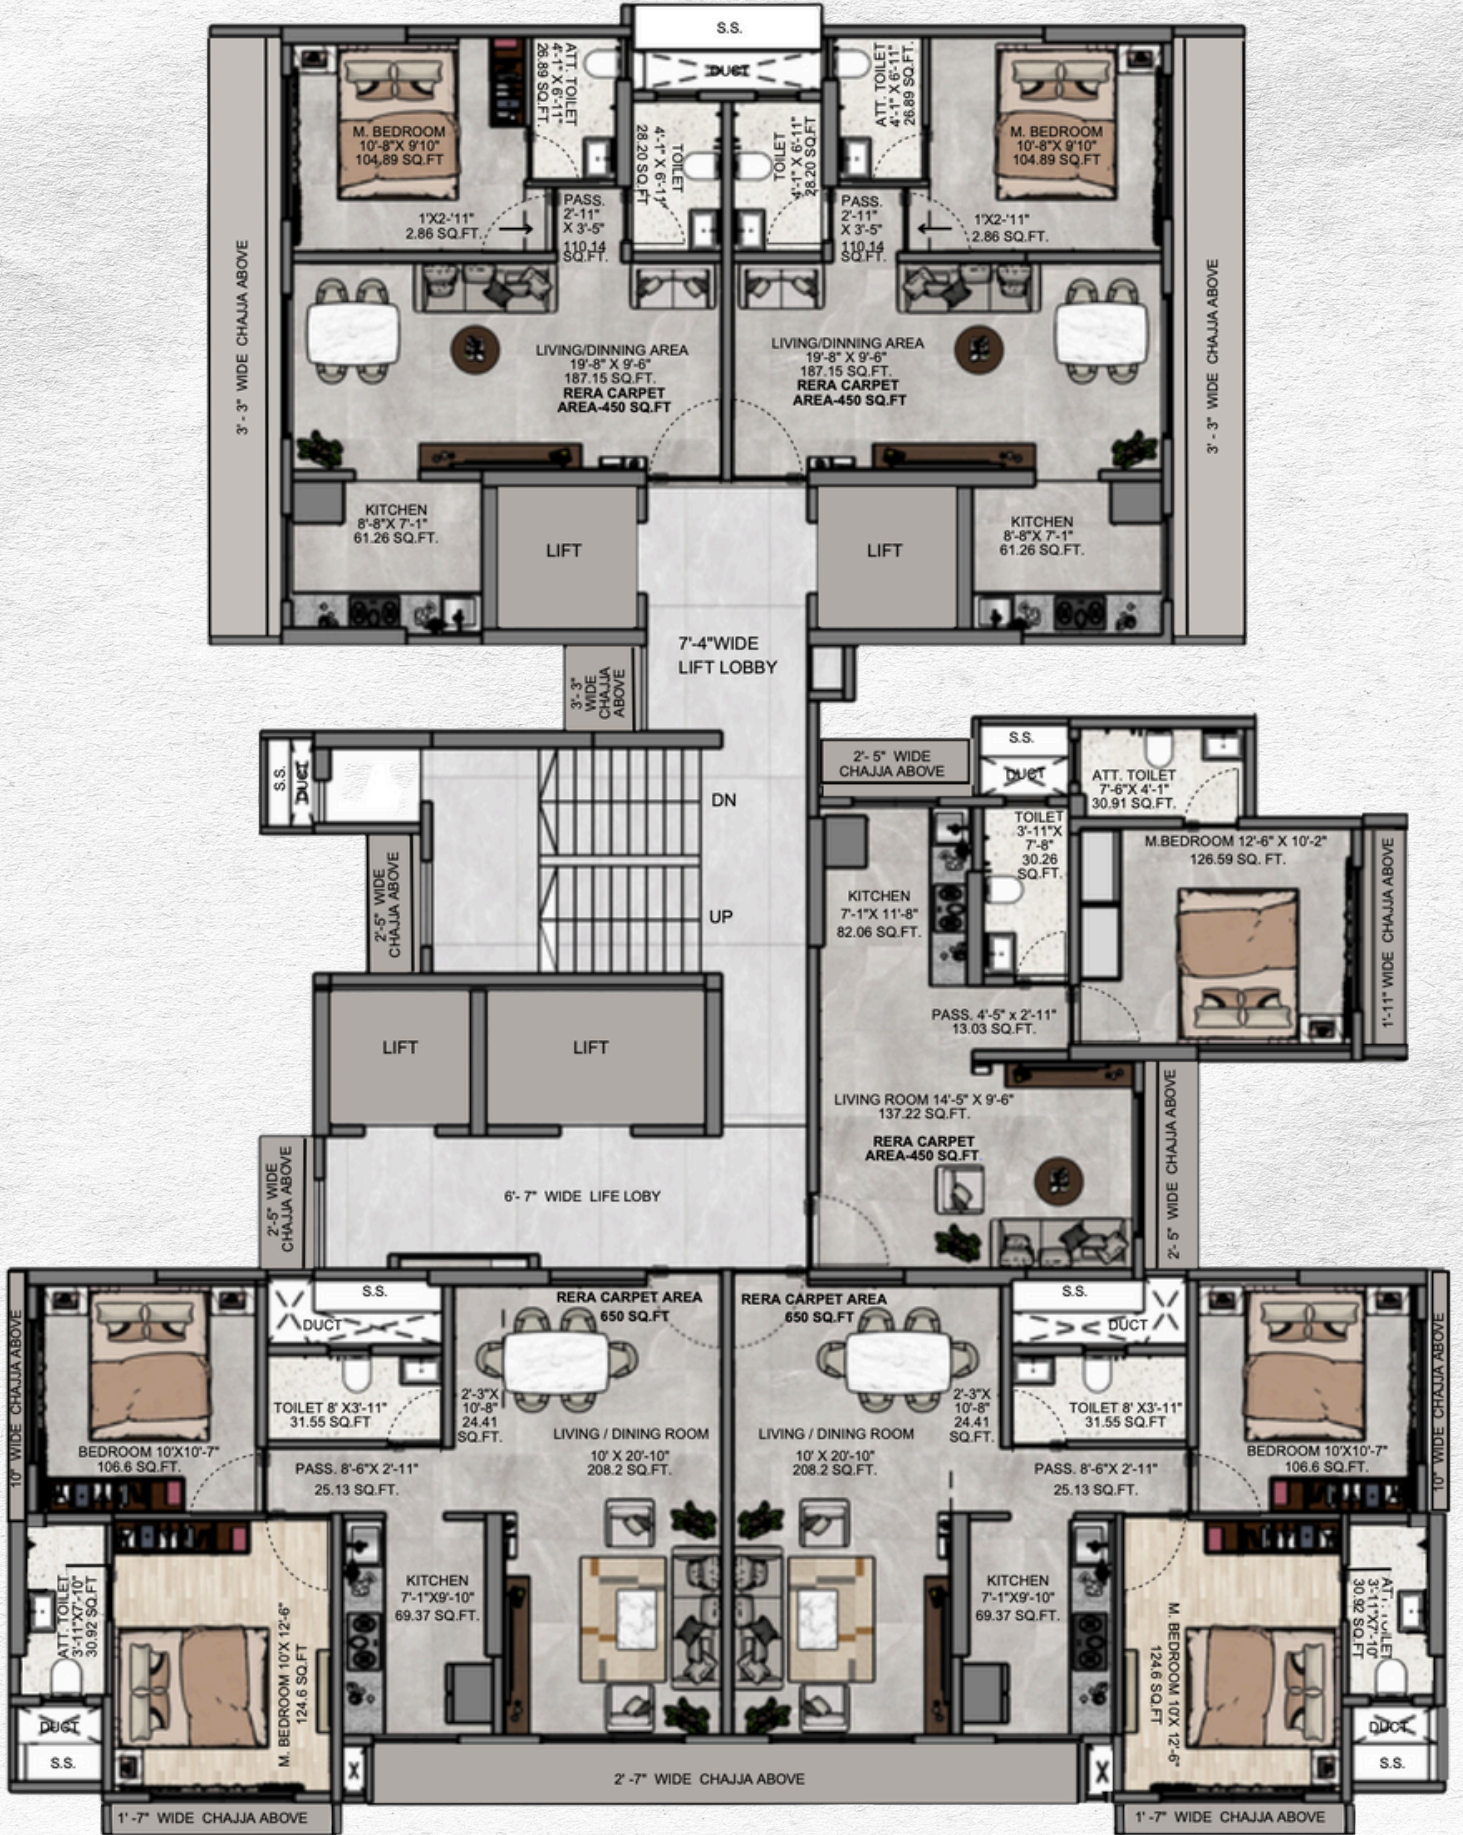 S.S.
DUCT
ATT. TOILET
4'-1" X 6'-11"
26.89 SQ.FT.
ATT. TOILET
4'-1" X 6'-11"
26.89 SQ.FT.
M. BEDROOM
10'-8"X 9'10"
104.89 SQ.FT
TOILET
4'-1" X 6'-11"
28.20 SQ.FT
TOILET
4'-1" X 6'-11"
28.20 SQ.FT
M. BEDROOM
10'-8"X 9'10"
104.89 SQ.FT
1'X2-'11"
2.86 SQ.FT.
PASS.
2'-11"
X 3'-5"
110.14
SQ.FT.
PASS.
2'-11"
X 3'-5"
110.14
SQ.FT.
1'X2-'11"
2.86 SQ.FT.
3' - 3" WIDE CHAJJA ABOVE
3' - 3" WIDE CHAJJA ABOVE
LIVING/DINNING AREA
19'-8" X 9'-6"
187.15 SQ.FT.
RERA CARPET
AREA-450 SQ.FT
LIVING/DINNING AREA
19'-8" X 9'-6"
187.15 SQ.FT.
RERA CARPET
AREA-450 SQ.FT
KITCHEN
8'-8"X 7'-1"
61.26 SQ.FT.
LIFT
LIFT
KITCHEN
8'-8"X 7'-1"
61.26 SQ.FT.
7'-4"WIDE
LIFT LOBBY
3'- 3"
WIDE
CHAJJA
ABOVE
S.S.
DUCT
DN
UP
2'-5" WIDE
CHAJJA ABOVE
2'- 5" WIDE
CHAJJA ABOVE
S.S.
DUCT
ATT. TOILET
7'-6"X 4'-1"
30.91 SQ.FT.
TOILET
3'-11"X
7'-8"
30.26
SQ.FT.
M.BEDROOM 12'-6" X 10'-2"
126.59 SQ. FT.
KITCHEN
7'-1"X 11'-8"
82.06 SQ.FT.
1'-11" WIDE CHAJJA ABOVE
PASS. 4'-5" x 2'-11"
13.03 SQ.FT.
LIFT
LIFT
LIVING ROOM 14'-5" X 9'-6"
137.22 SQ.FT.
RERA CARPET
AREA-450 SQ.FT
2'- 5" WIDE CHAJJA ABOVE
2'-5" WIDE
CHAJJA ABOVE
6'- 7" WIDE LIFE LOBY
10" WIDE CHAJJA ABOVE
S.S.
DUCT
RERA CARPET AREA
650 SQ.FT
RERA CARPET AREA
650 SQ.FT
S.S.
DUCT
10" WIDE CHAJJA ABOVE
TOILET 8' X3'-11"
31.55 SQ.FT
2'-3"X
10'-8"
24.41
SQ.FT.
2'-3"X
10'-8"
24.41
SQ.FT.
TOILET 8' X3'-11"
31.55 SQ.FT
BEDROOM 10'X10'-7"
106.6 SQ.FT.
LIVING / DINING ROOM
10' X 20'-10"
208.2 SQ.FT.
LIVING / DINING ROOM
10' X 20'-10"
208.2 SQ.FT.
BEDROOM 10'X10'-7"
106.6 SQ.FT.
PASS. 8'-6"X 2'-11"
25.13 SQ.FT.
PASS. 8'-6"X 2'-11"
25.13 SQ.FT.
ATT. TOILET
3'-11"X7'-10"
30.92 SQ.FT
M. BEDROOM 10'X 12'-6"
124.6 SQ.FT
KITCHEN
7'-1"X9'-10"
69.37 SQ.FT.
KITCHEN
7'-1"X9'-10"
69.37 SQ.FT.
M. BEDROOM 10'X 12'-6"
124.6 SQ.FT
ATT. TOILET
3'-11"X7'-10"
30.92 SQ.FT
DUCT
S.S.
DUCT
S.S.
X
X
2' -7" WIDE CHAJJA ABOVE
1' -7" WIDE CHAJJA ABOVE
1' -7" WIDE CHAJJA ABOVE